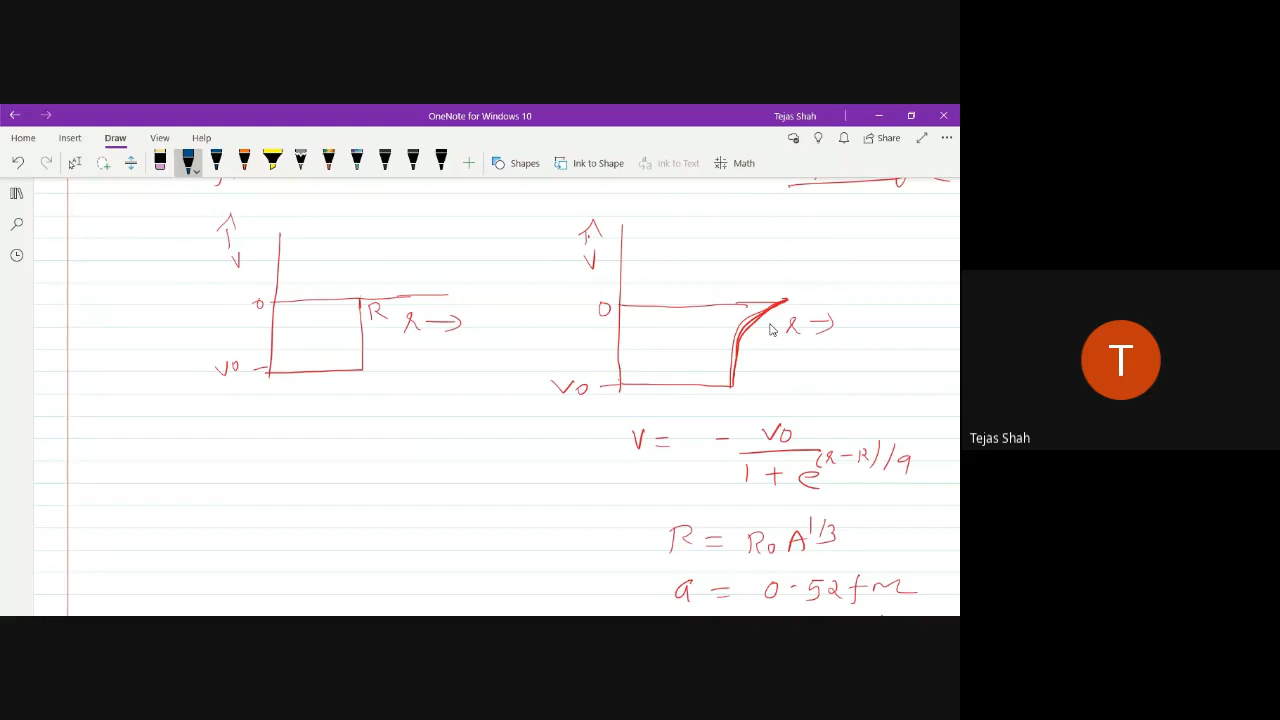 OneNote for Windows 10
Tejas Shah
Home Insert Draw View Help
Share
Shapes Ink to Shape Ink to Text Math
V
0
R
r →
V0
V
0
r →
V0
V = - V0 / 1 + e^(r-R)/a
R = R0 A^1/3
a = 0.52 fm
T
Tejas Shah